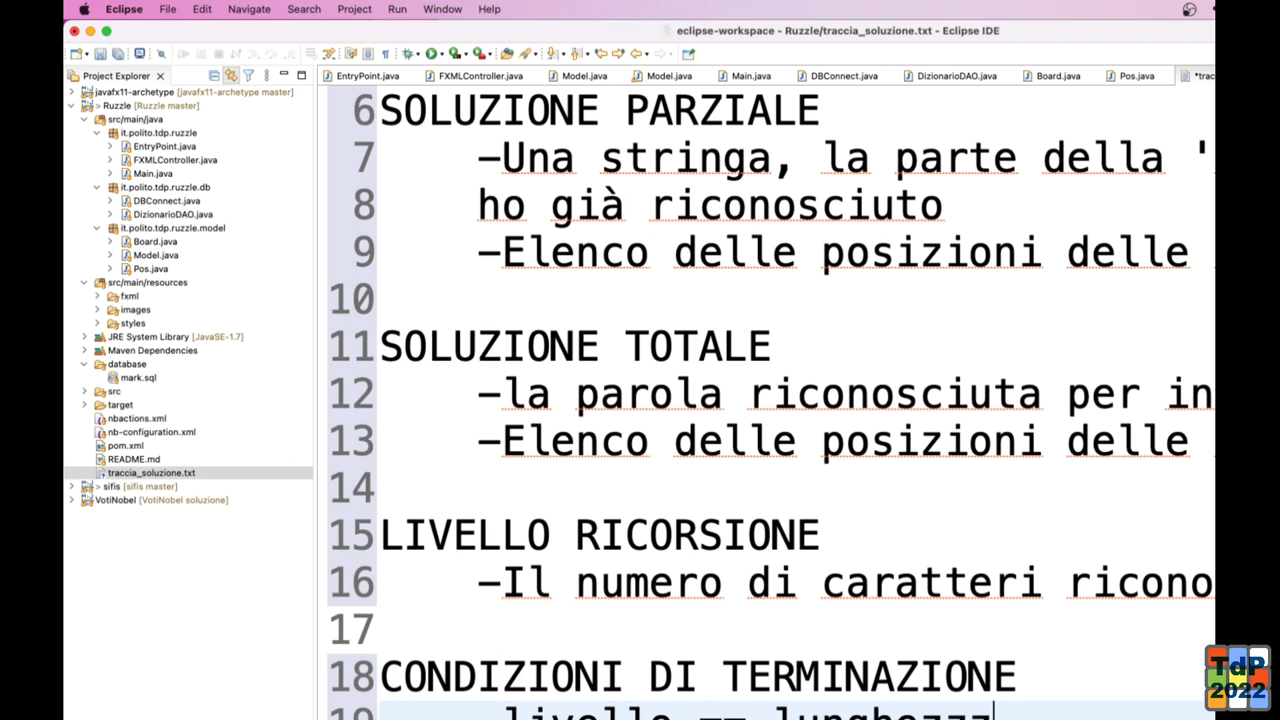 Eclipse File Edit Navigate Search Project Run Window Help
eclipse-workspace - Ruzzle/traccia_soluzione.txt - Eclipse IDE
Project Explorer
EntryPoint.java FXMLController.java Model.java Model.java Main.java DBConnect.java DizionarioDAO.java Board.java Pos.java *trac
javafx11-archetype [javafx11-archetype master]
> Ruzzle [Ruzzle master]
src/main/java
it.polito.tdp.ruzzle
EntryPoint.java
FXMLController.java
Main.java
it.polito.tdp.ruzzle.db
DBConnect.java
DizionarioDAO.java
it.polito.tdp.ruzzle.model
Board.java
Model.java
Pos.java
src/main/resources
fxml
images
styles
JRE System Library [JavaSE-1.7]
Maven Dependencies
database
mark.sql
src
target
nbactions.xml
nb-configuration.xml
pom.xml
README.md
traccia_soluzione.txt
> sifis [sifis master]
VotiNobel [VotiNobel soluzione]
6 SOLUZIONE PARZIALE
7 -Una stringa, la parte della '
8 ho già riconosciuto
9 -Elenco delle posizioni delle
10
11 SOLUZIONE TOTALE
12 -la parola riconosciuta per in
13 -Elenco delle posizioni delle
14
15 LIVELLO RICORSIONE
16 -Il numero di caratteri ricono
17
18 CONDIZIONI DI TERMINAZIONE
19 livello == lunghezzz
TdP
2022